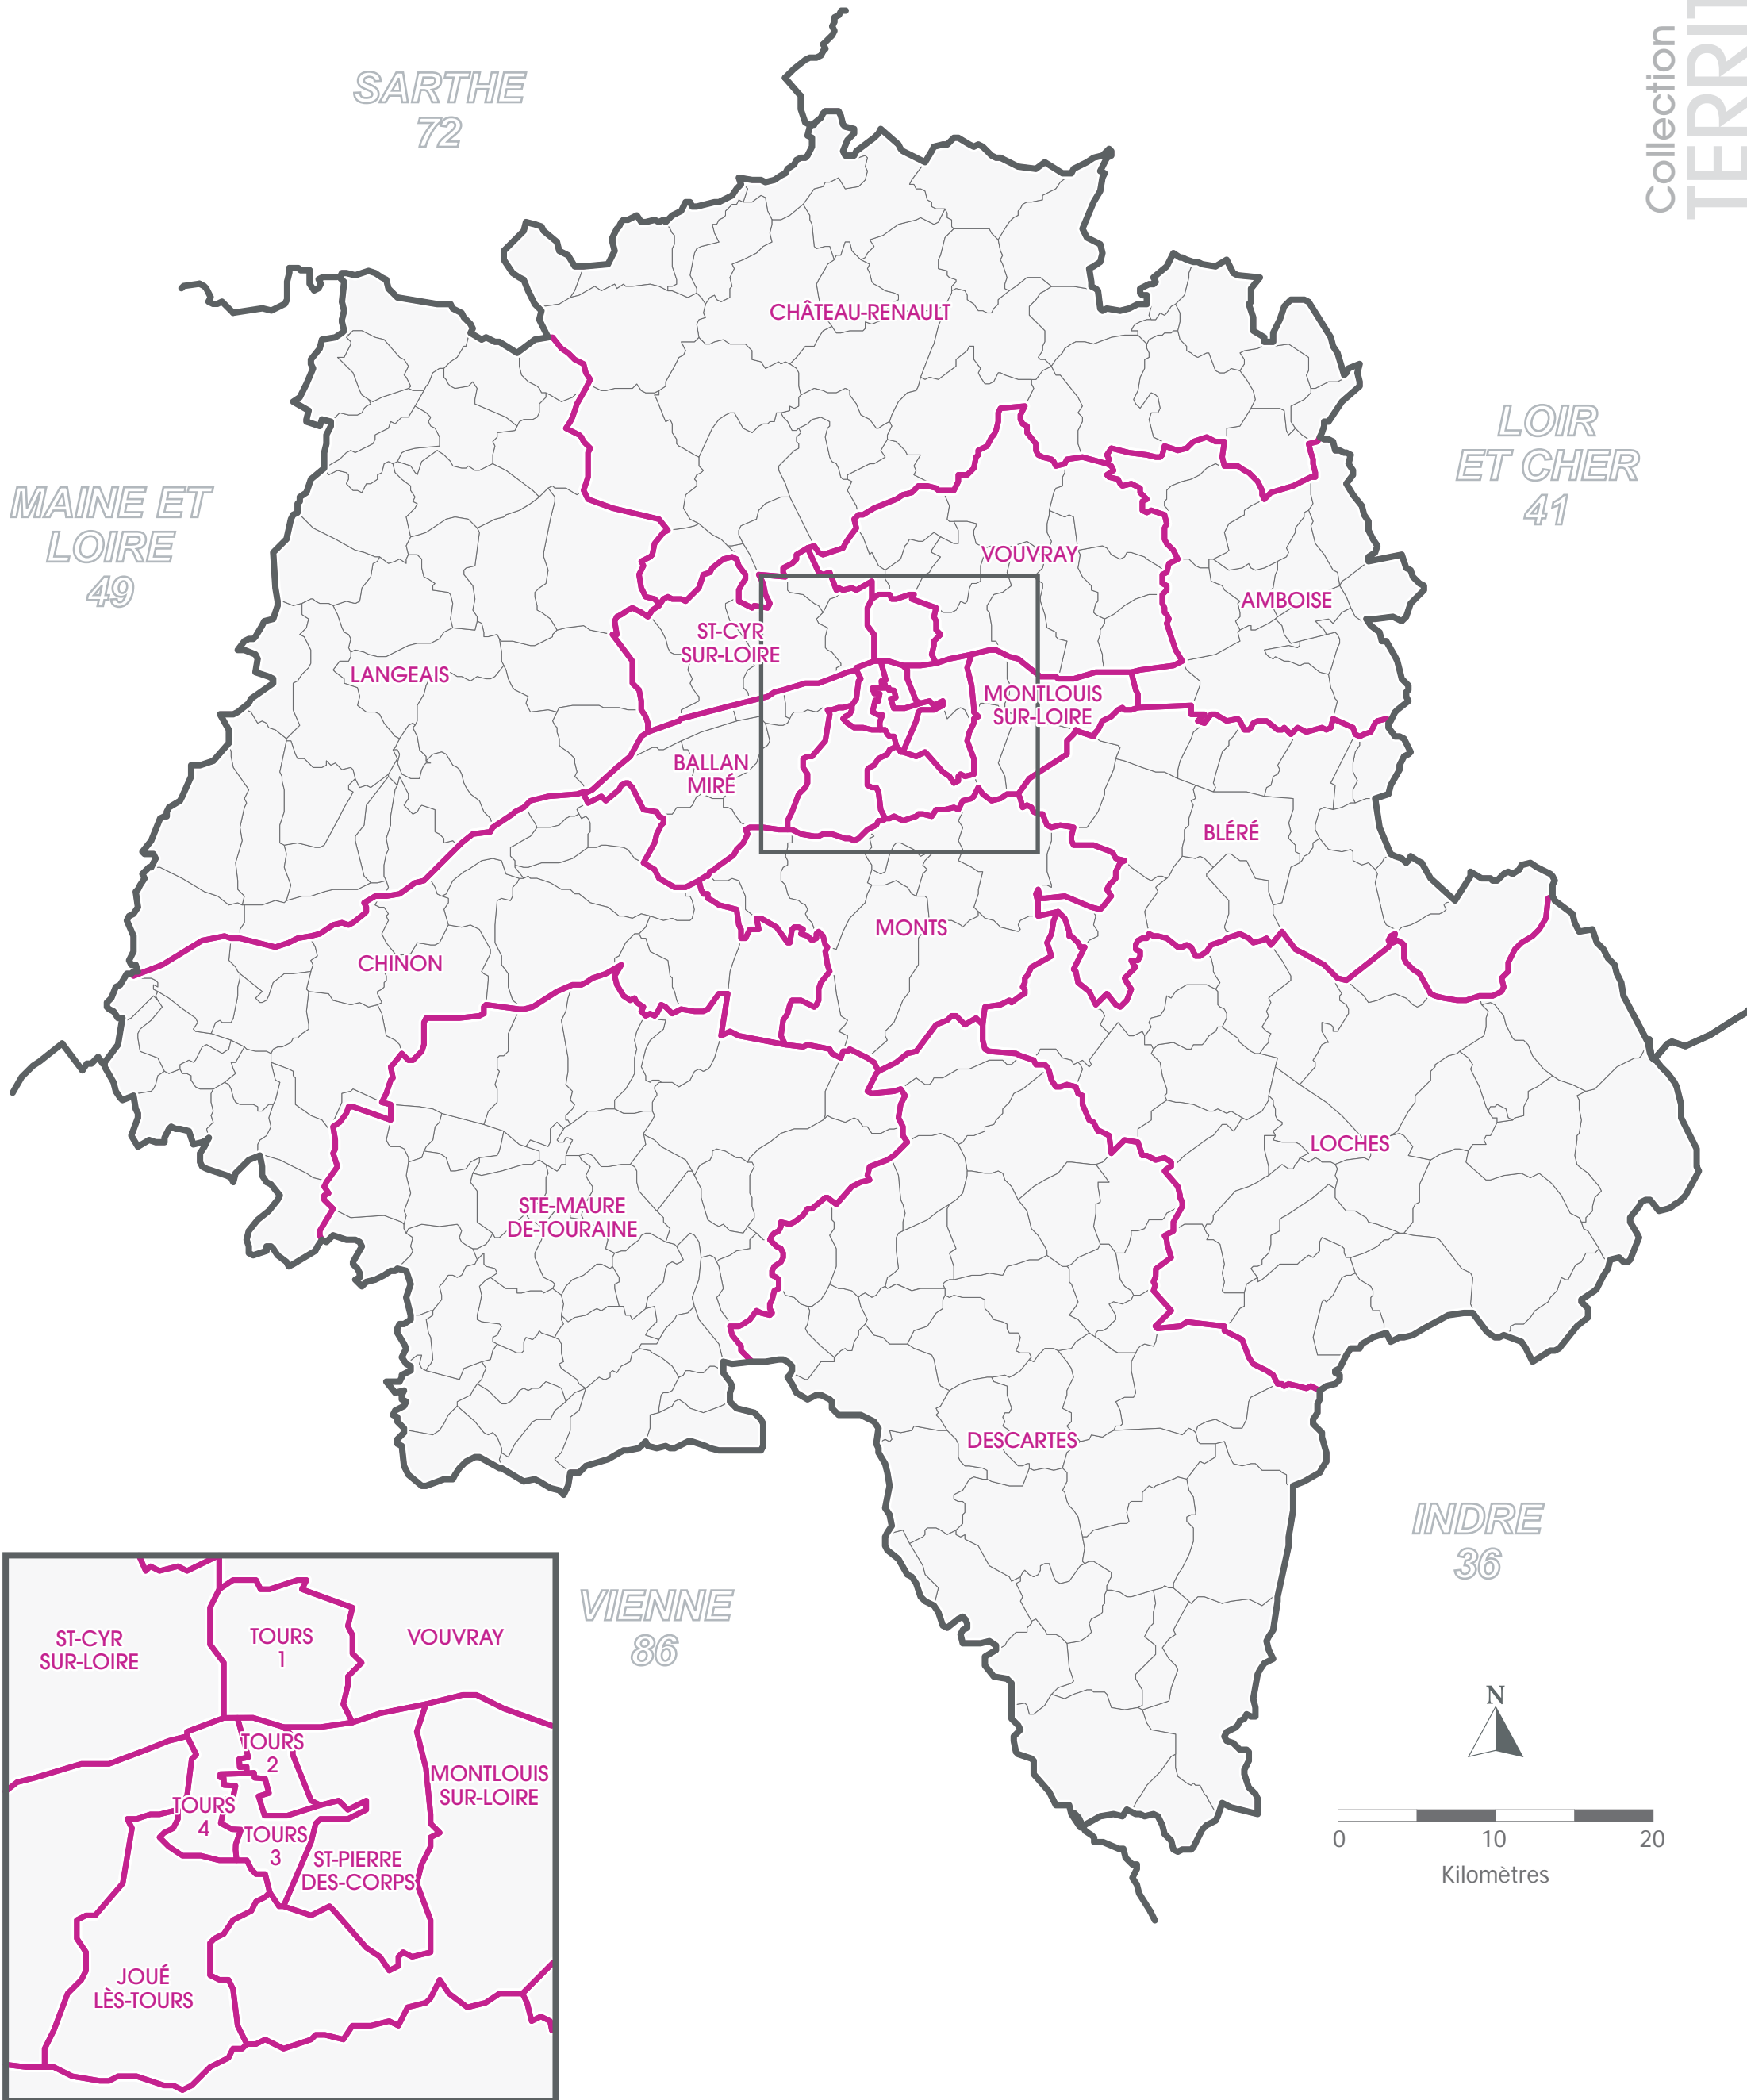 Collection
SARTHE
72
CHÂTEAU-RENAULT
LOIR
ET CHER
41
MAINE ET
LOIRE
49
VOUVRAY
AMBOISE
ST-CYR
SUR-LOIRE
LANGEAIS
MONTLOUIS
SUR-LOIRE
BALLAN
MIRÉ
BLÉRÉ
MONTS
CHINON
LOCHES
STE-MAURE
DE-TOURAINE
DESCARTES
INDRE
36
VIENNE
86
ST-CYR
SUR-LOIRE
TOURS
1
VOUVRAY
TOURS
2
MONTLOUIS
SUR-LOIRE
TOURS
4
TOURS
3
ST-PIERRE
DES-CORPS
JOUÉ
LÈS-TOURS
N
0 10 20
Kilomètres